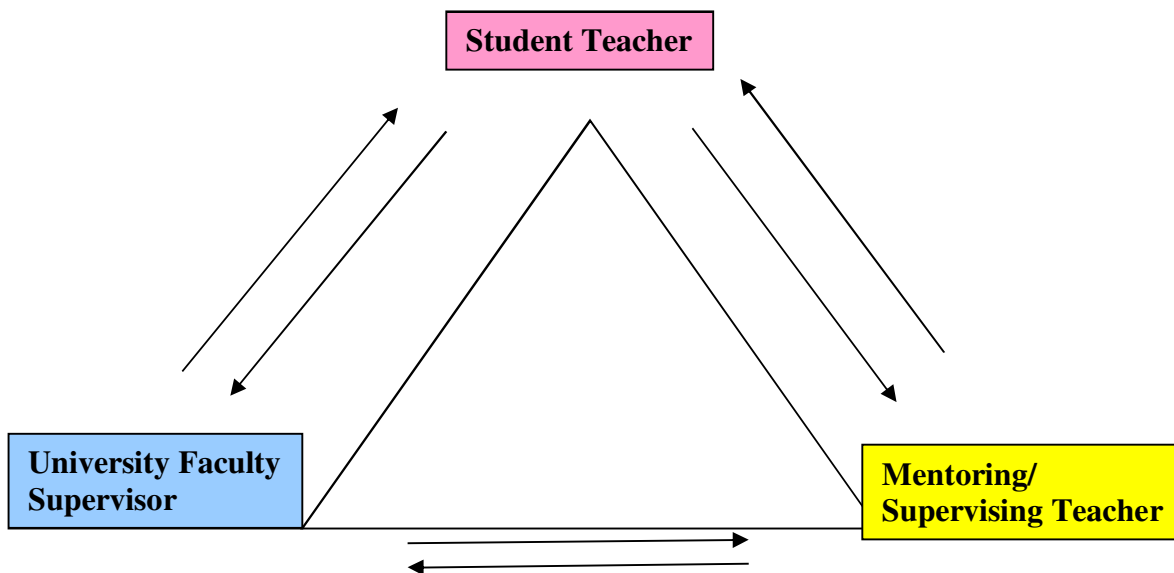 Student Teacher
University Faculty
Supervisor
Mentoring/
Supervising Teacher